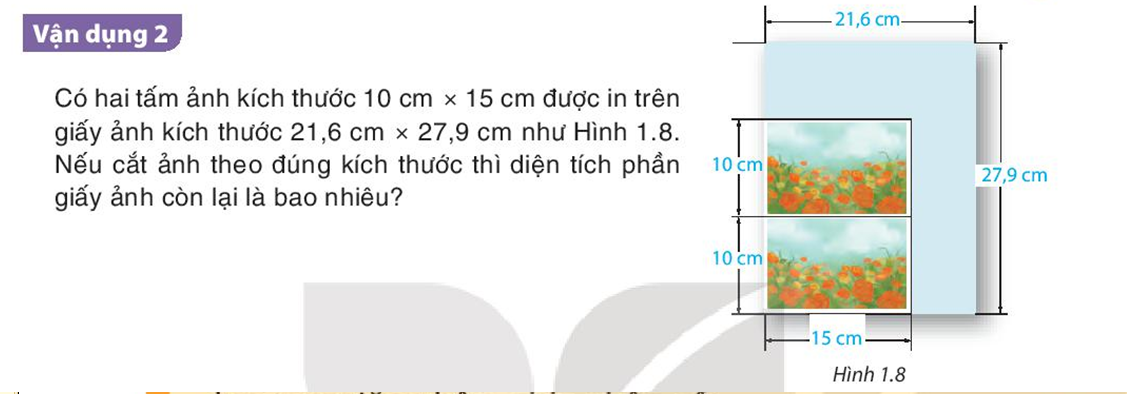 Vận dụng 2
Có hai tấm ảnh kích thước 10 cm × 15 cm được in trên
giấy ảnh kích thước 21,6 cm × 27,9 cm như Hình 1.8.
Nếu cắt ảnh theo đúng kích thước thì diện tích phần
giấy ảnh còn lại là bao nhiêu?
21,6 cm
10 cm
27,9 cm
10 cm
15 cm
Hình 1.8